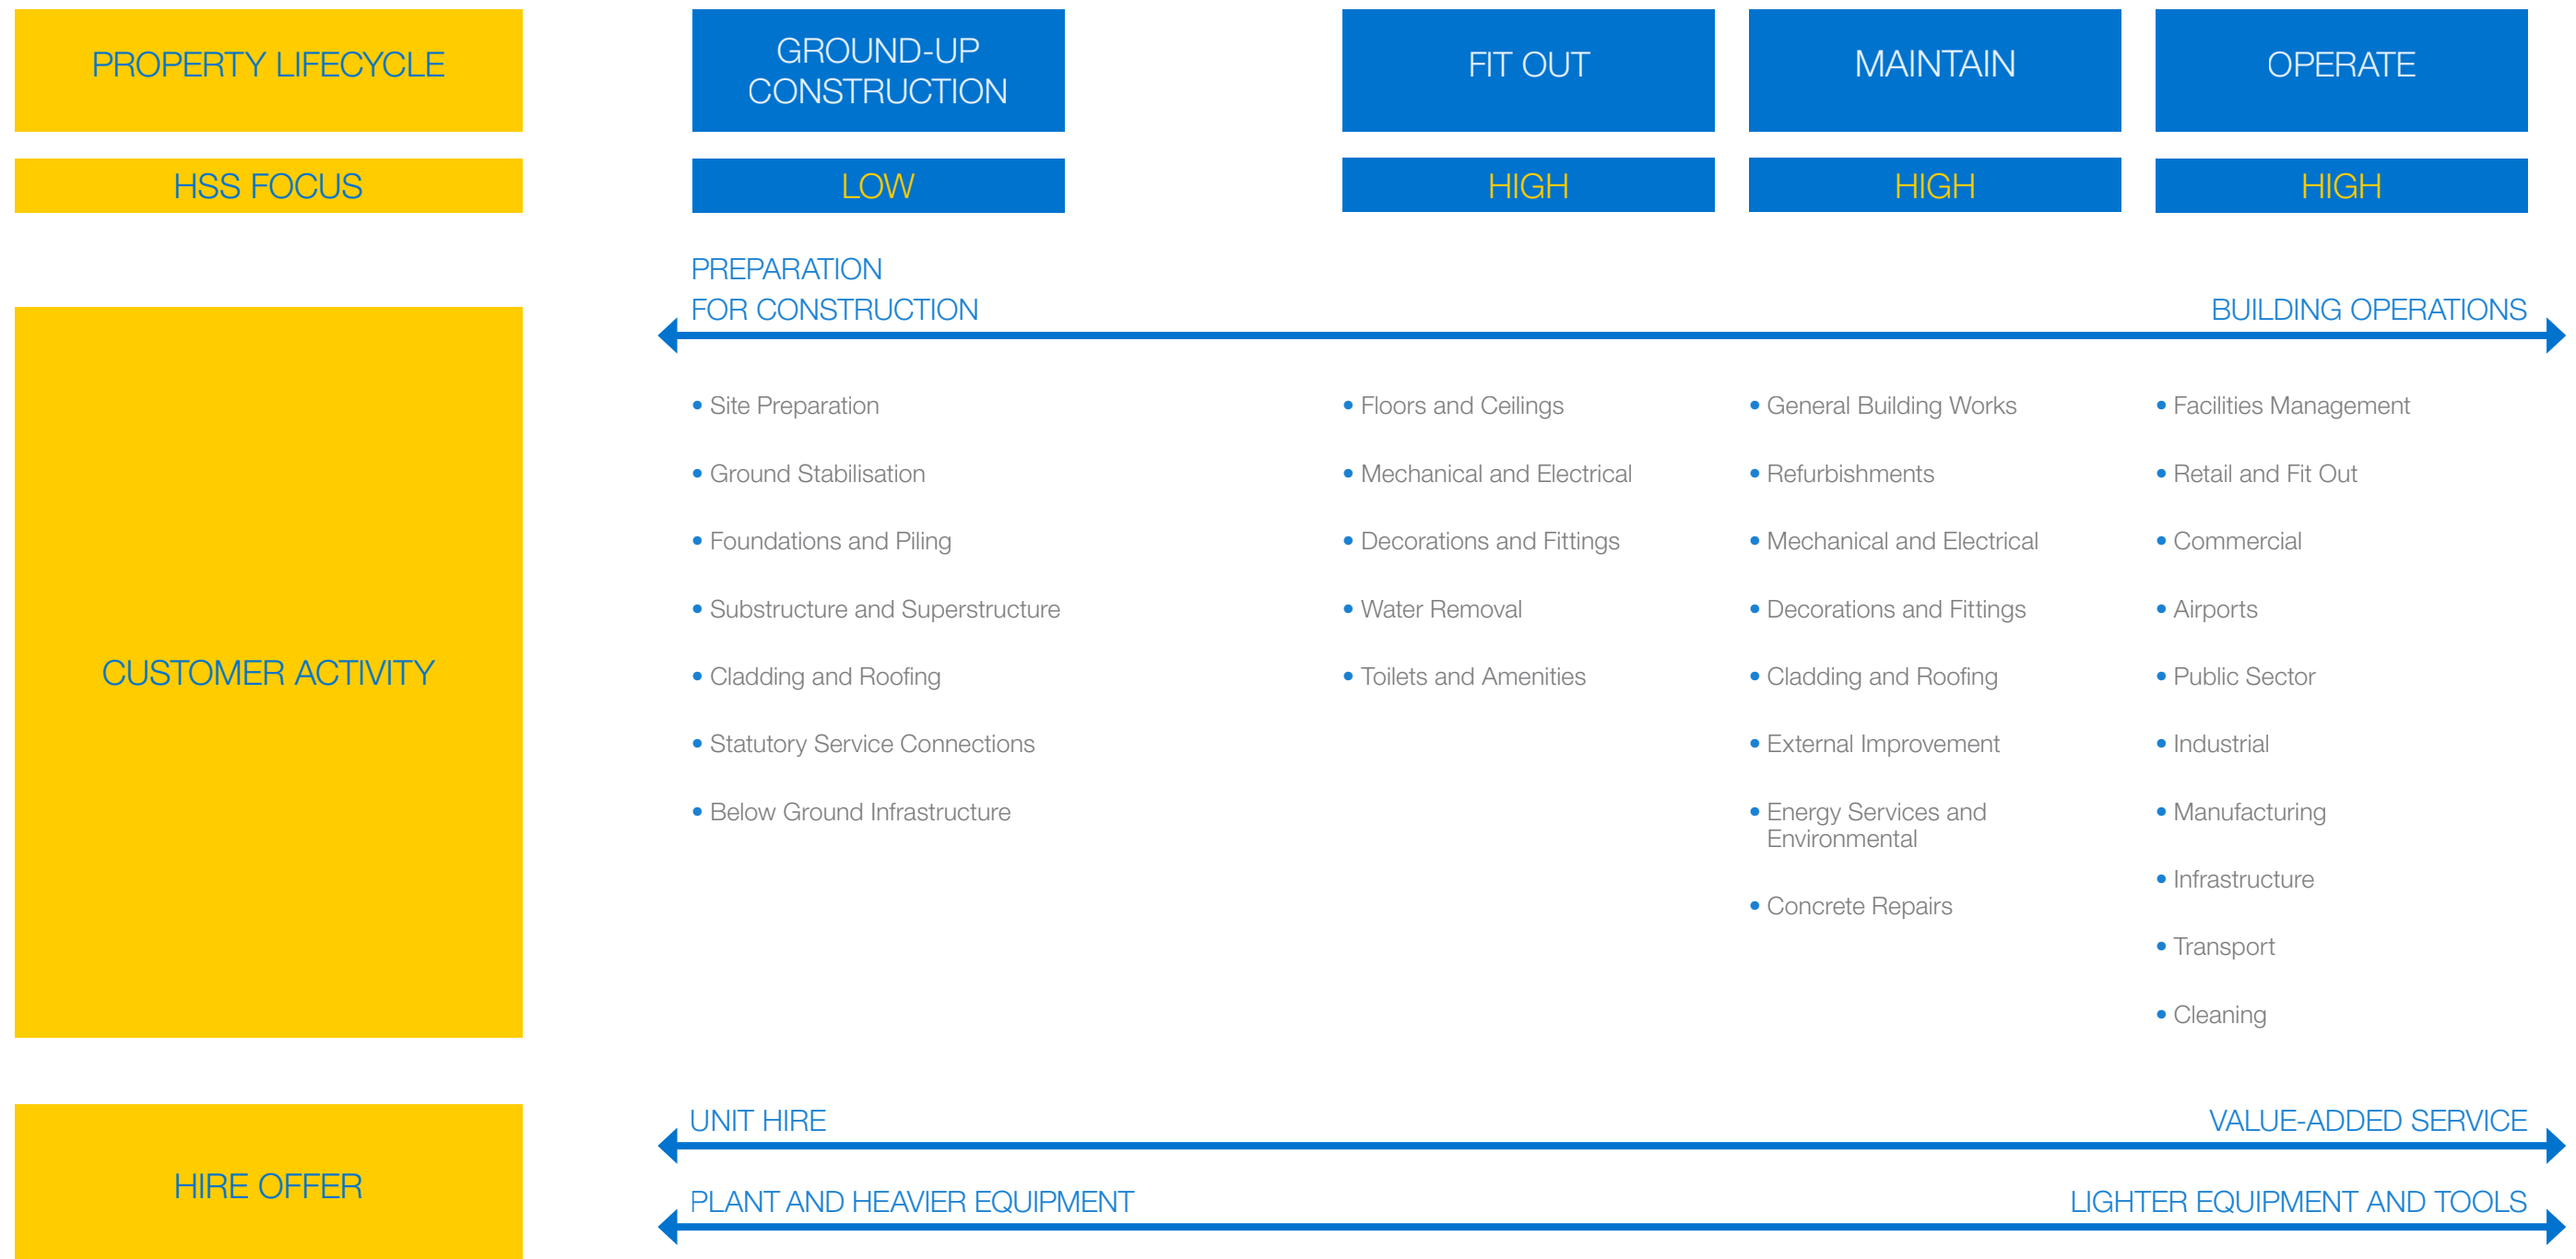 PROPERTY LIFECYCLE
GROUND-UP
CONSTRUCTION
FIT OUT
MAINTAIN
OPERATE
HSS FOCUS
LOW
HIGH
HIGH
HIGH
CUSTOMER ACTIVITY
PREPARATION
FOR CONSTRUCTION
BUILDING OPERATIONS
• Site Preparation
• Ground Stabilisation
• Foundations and Piling
• Substructure and Superstructure
• Cladding and Roofing
• Statutory Service Connections
• Below Ground Infrastructure
• Floors and Ceilings
• Mechanical and Electrical
• Decorations and Fittings
• Water Removal
• Toilets and Amenities
• General Building Works
• Refurbishments
• Mechanical and Electrical
• Decorations and Fittings
• Cladding and Roofing
• External Improvement
• Energy Services and
Environmental
• Concrete Repairs
• Facilities Management
• Retail and Fit Out
• Commercial
• Airports
• Public Sector
• Industrial
• Manufacturing
• Infrastructure
• Transport
• Cleaning
HIRE OFFER
UNIT HIRE
VALUE-ADDED SERVICE
PLANT AND HEAVIER EQUIPMENT
LIGHTER EQUIPMENT AND TOOLS